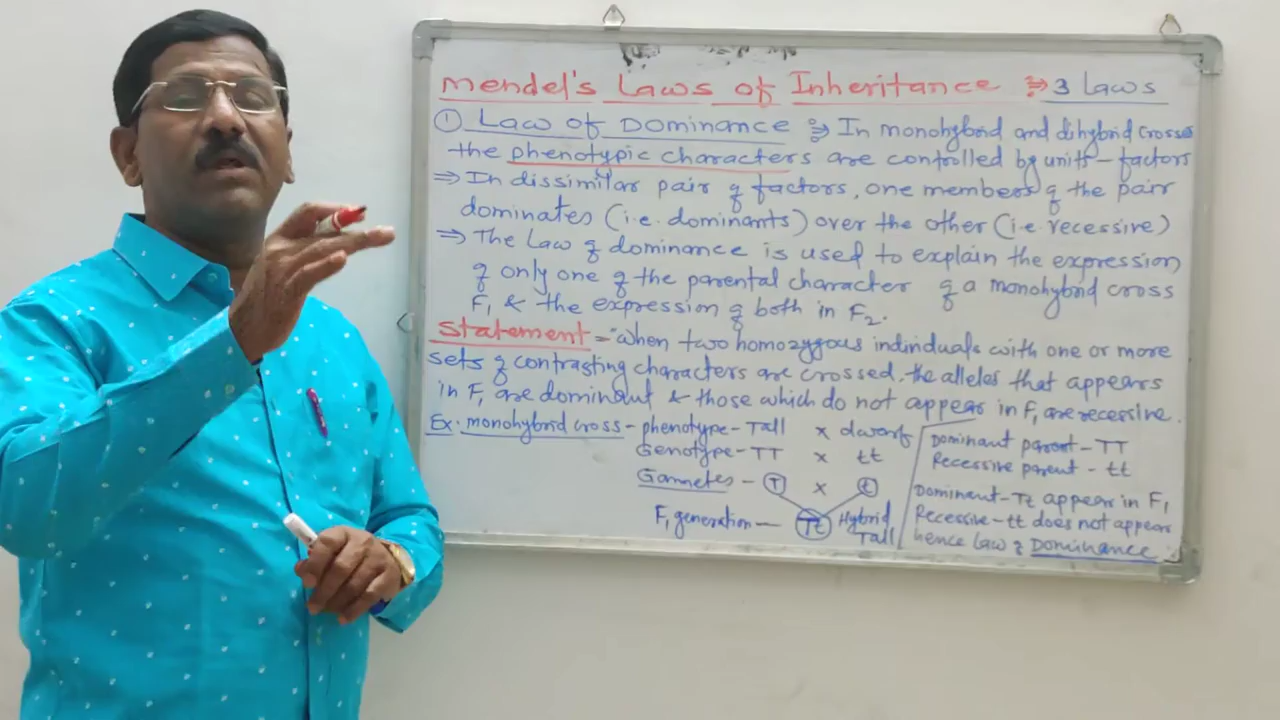 Mendel's Laws of Inheritance ⇒ 3 Laws
① Law of Dominance ⇒ In monohybrid and dihybrid crosses
the phenotypic characters are controlled by units - factors
⇒ In dissimilar pair of factors, one members of the pair
dominates (i.e. dominants) over the other (i.e. recessive)
⇒ The Law of dominance is used to explain the expression
of only one of the parental character of a monohybrid cross
F₁ & the expression of both in F₂.
Statement = "when two homozygous individuals with one or more
sets of contrasting characters are crossed, the alleles that appears
in F₁ are dominant & those which do not appear in F₁ are recessive.
Ex: monohybrid cross - phenotype - Tall x dwarf
Genotype - TT x tt
Gametes - T x t
F₁ generation — Tt Hybrid
Tall
Dominant parent - TT
Recessive parent - tt
Dominant - Tt appear in F₁
Recessive - tt does not appear
hence Law of Dominance